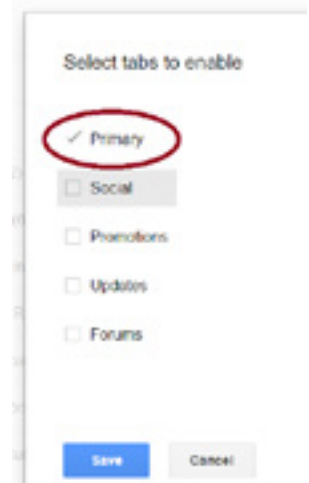 Select tabs to enable
Primary
Social
Promotions
Updates
Forums
Save Cancel